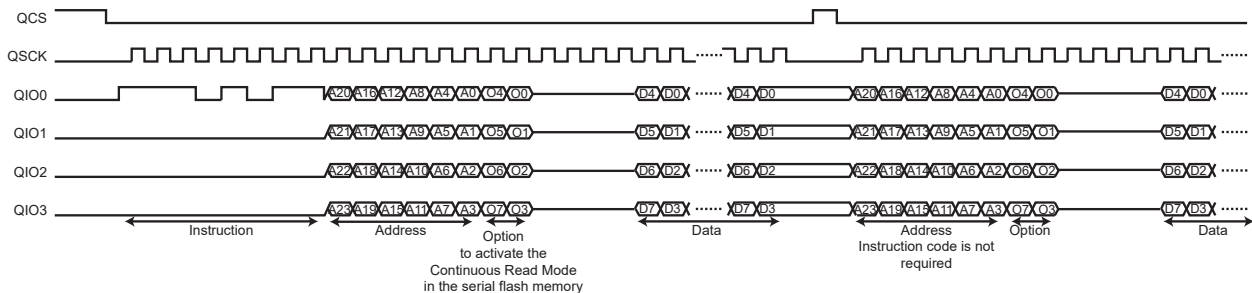 QCS
QSCK
QIO0 A20 A16 A12 A8 A4 A0 O4 O0 D4 D0 D4 D0 A20 A16 A12 A8 A4 A0 O4 O0 D4 D0
QIO1 A21 A17 A13 A9 A5 A1 O5 O1 D5 D1 D5 D1 A21 A17 A13 A9 A5 A1 O5 O1 D5 D1
QIO2 A22 A18 A14 A10 A6 A2 O6 O2 D6 D2 D6 D2 A22 A18 A14 A10 A6 A2 O6 O2 D6 D2
QIO3 A23 A19 A15 A11 A7 A3 O7 O3 D7 D3 D7 D3 A23 A19 A15 A11 A7 A3 O7 O3 D7 D3
Instruction Address Option Data Address Option Data
to activate the
Continuous Read Mode
in the serial flash memory
Instruction code is not
required